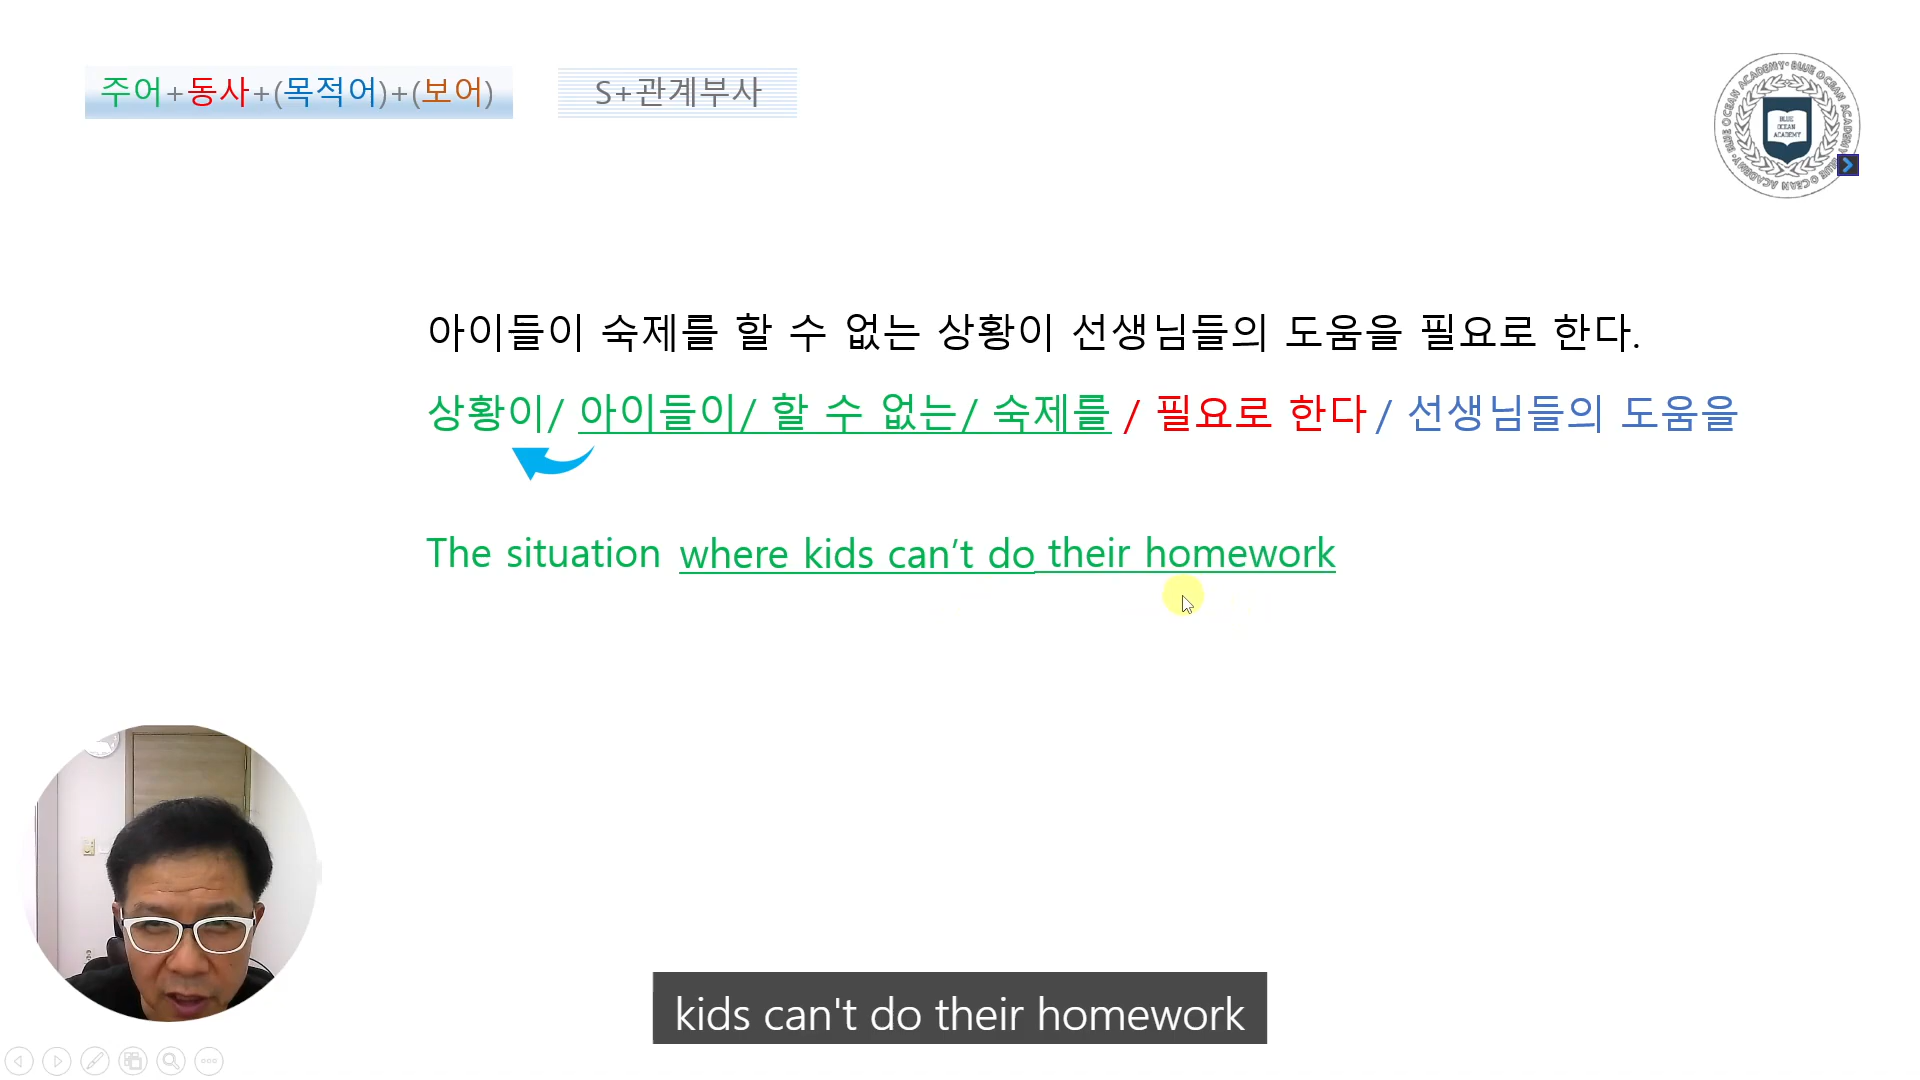 주어+동사+(목적어)+(보어)
S+관계부사
BLUE OCEAN ACADEMY
아이들이 숙제를 할 수 없는 상황이 선생님들의 도움을 필요로 한다.
상황이/ 아이들이/ 할 수 없는/ 숙제를 / 필요로 한다 / 선생님들의 도움을
The situation where kids can’t do their homework
kids can't do their homework